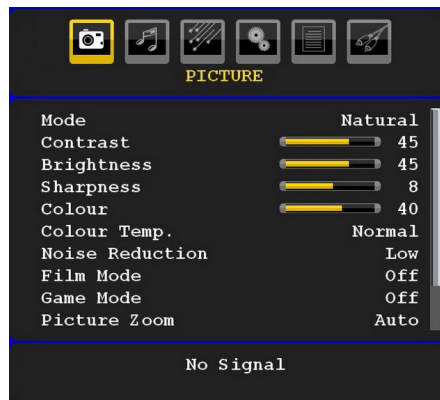 PICTURE
Mode Natural
Contrast 45
Brightness 45
Sharpness 8
Colour 40
Colour Temp. Normal
Noise Reduction Low
Film Mode Off
Game Mode Off
Picture Zoom Auto
No Signal